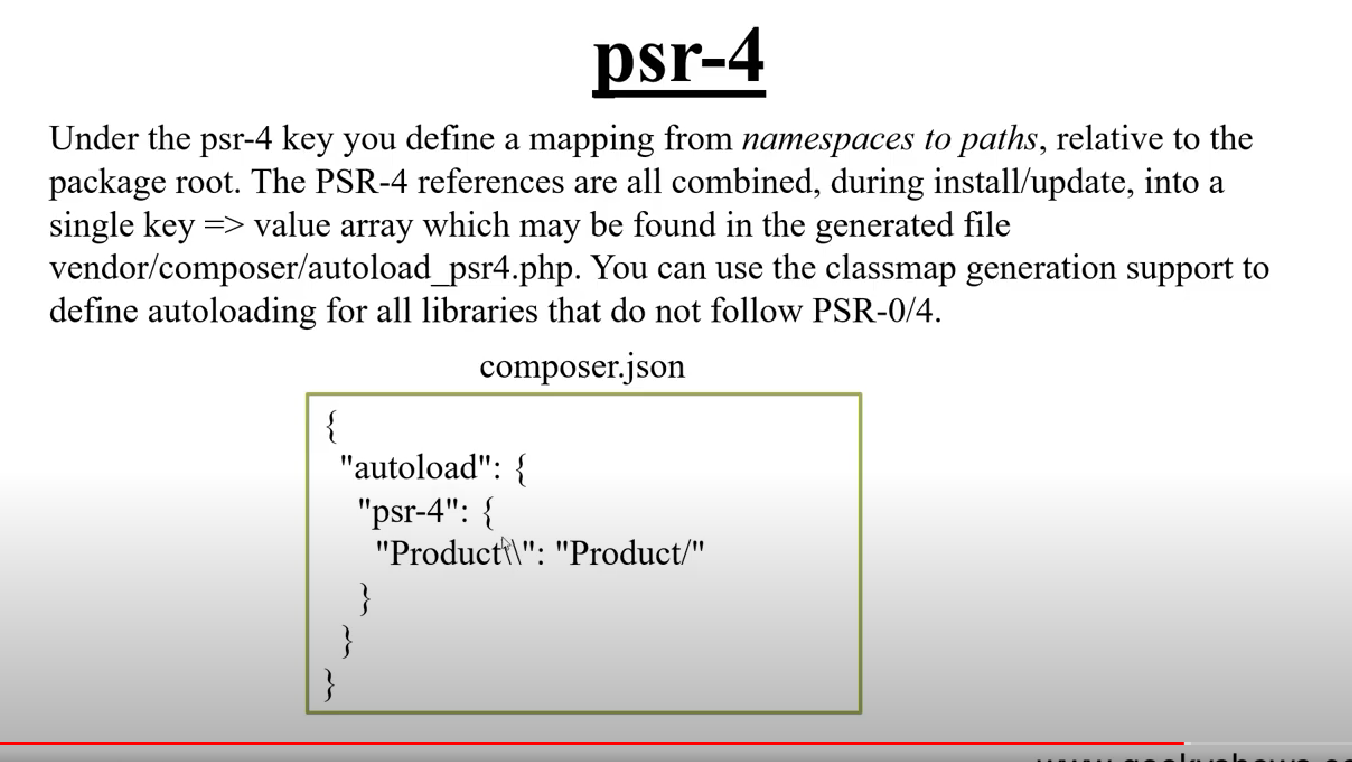 psr-4
Under the psr-4 key you define a mapping from namespaces to paths, relative to the
package root. The PSR-4 references are all combined, during install/update, into a
single key => value array which may be found in the generated file
vendor/composer/autoload_psr4.php. You can use the classmap generation support to
define autoloading for all libraries that do not follow PSR-0/4.
composer.json
{
"autoload": {
"psr-4": {
"Product\\": "Product/"
}
}
}